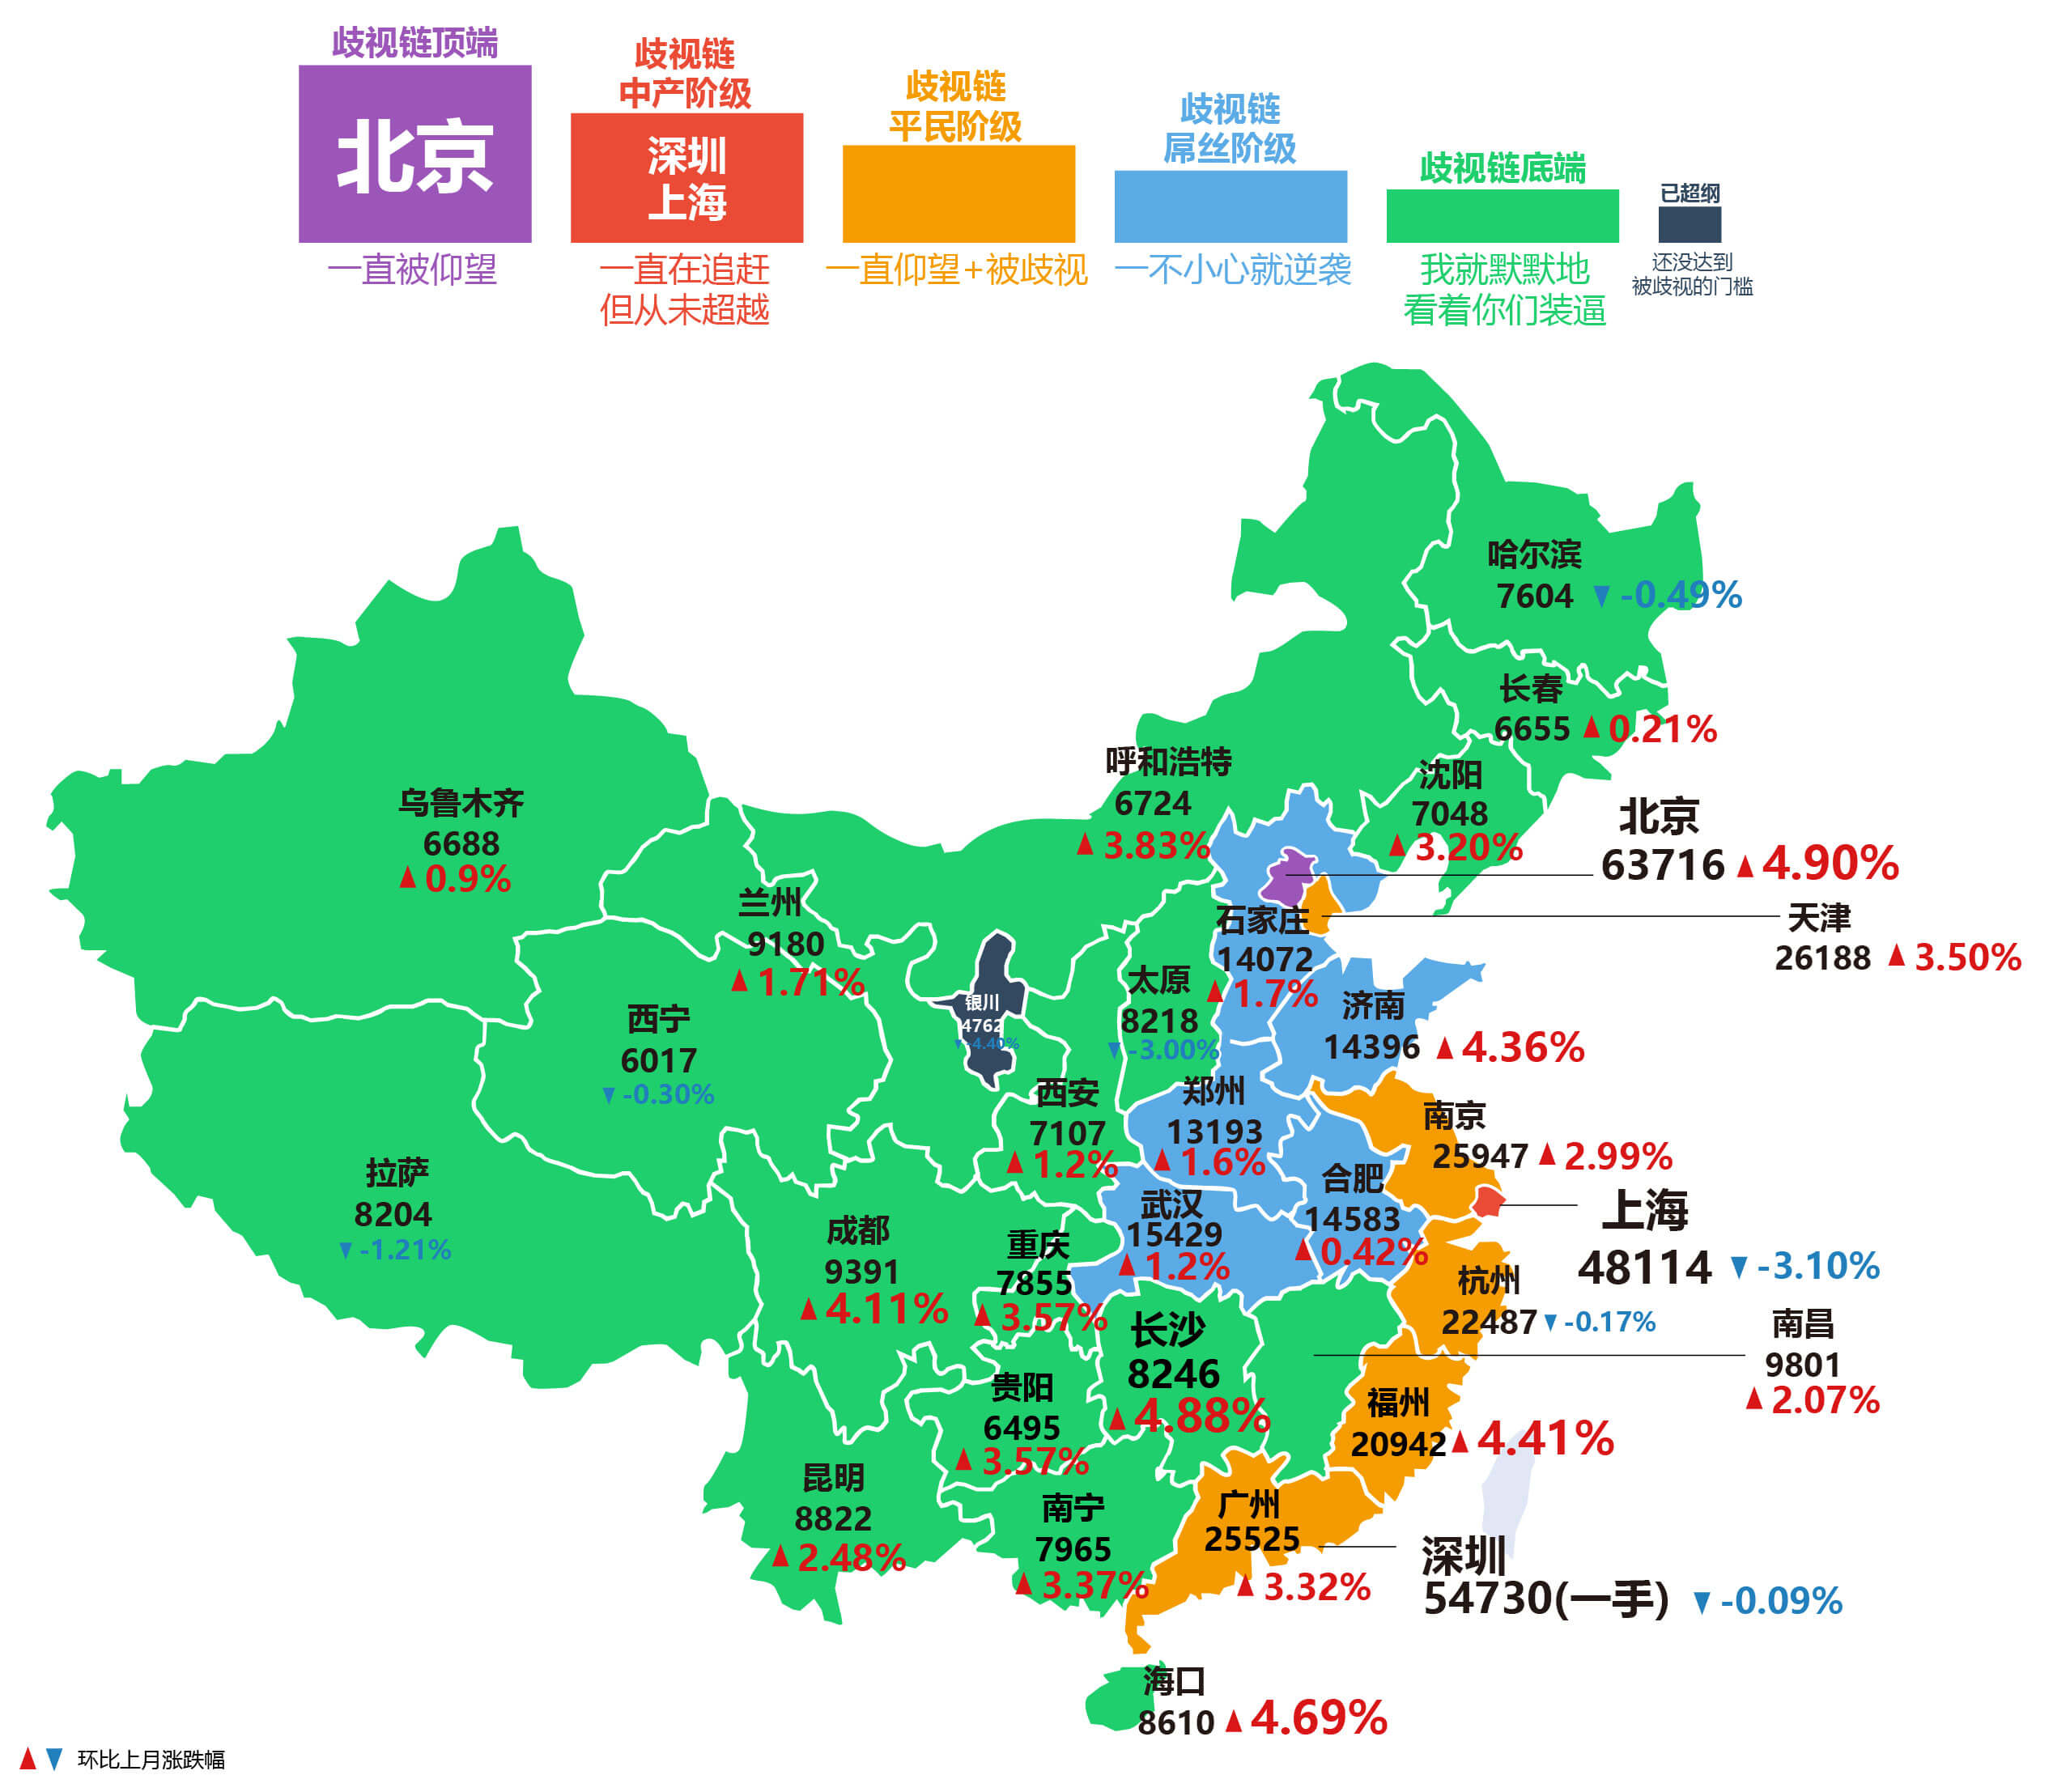 歧视链顶端
北京
一直被仰望
歧视链
中产阶级
深圳
上海
一直在追赶
但从未超越
歧视链
平民阶级
一直仰望+被歧视
歧视链
屌丝阶级
一不小心就逆袭
歧视链底端
我就默默地
看着你们装逼
已超纲
还没达到
被歧视的门槛
哈尔滨
7604 ▼ -0.49%
长春
6655 ▲ 0.21%
沈阳
7048
▲ 3.20%
呼和浩特
6724
▲ 3.83%
北京
63716 ▲ 4.90%
天津
26188 ▲ 3.50%
乌鲁木齐
6688
▲ 0.9%
兰州
9180
▲ 1.71%
石家庄
14072
▲ 1.7%
太原
8218
▼ -3.00%
银川
4762
▼ -4.40%
济南
14396 ▲ 4.36%
西宁
6017
▼ -0.30%
西安
7107
▲ 1.2%
郑州
13193
▲ 1.6%
南京
25947 ▲ 2.99%
拉萨
8204
▼ -1.21%
合肥
14583
▲ 0.42%
武汉
15429
▲ 1.2%
上海
48114 ▼ -3.10%
成都
9391
▲ 4.11%
重庆
7855
▲ 3.57%
杭州
22487 ▼ -0.17%
长沙
8246
▲ 4.88%
南昌
9801
▲ 2.07%
贵阳
6495
▲ 3.57%
福州
20942 ▲ 4.41%
昆明
8822
▲ 2.48%
南宁
7965
▲ 3.37%
广州
25525
▲ 3.32%
深圳
54730(一手) ▼ -0.09%
海口
8610 ▲ 4.69%
▲ ▼ 环比上月涨跌幅